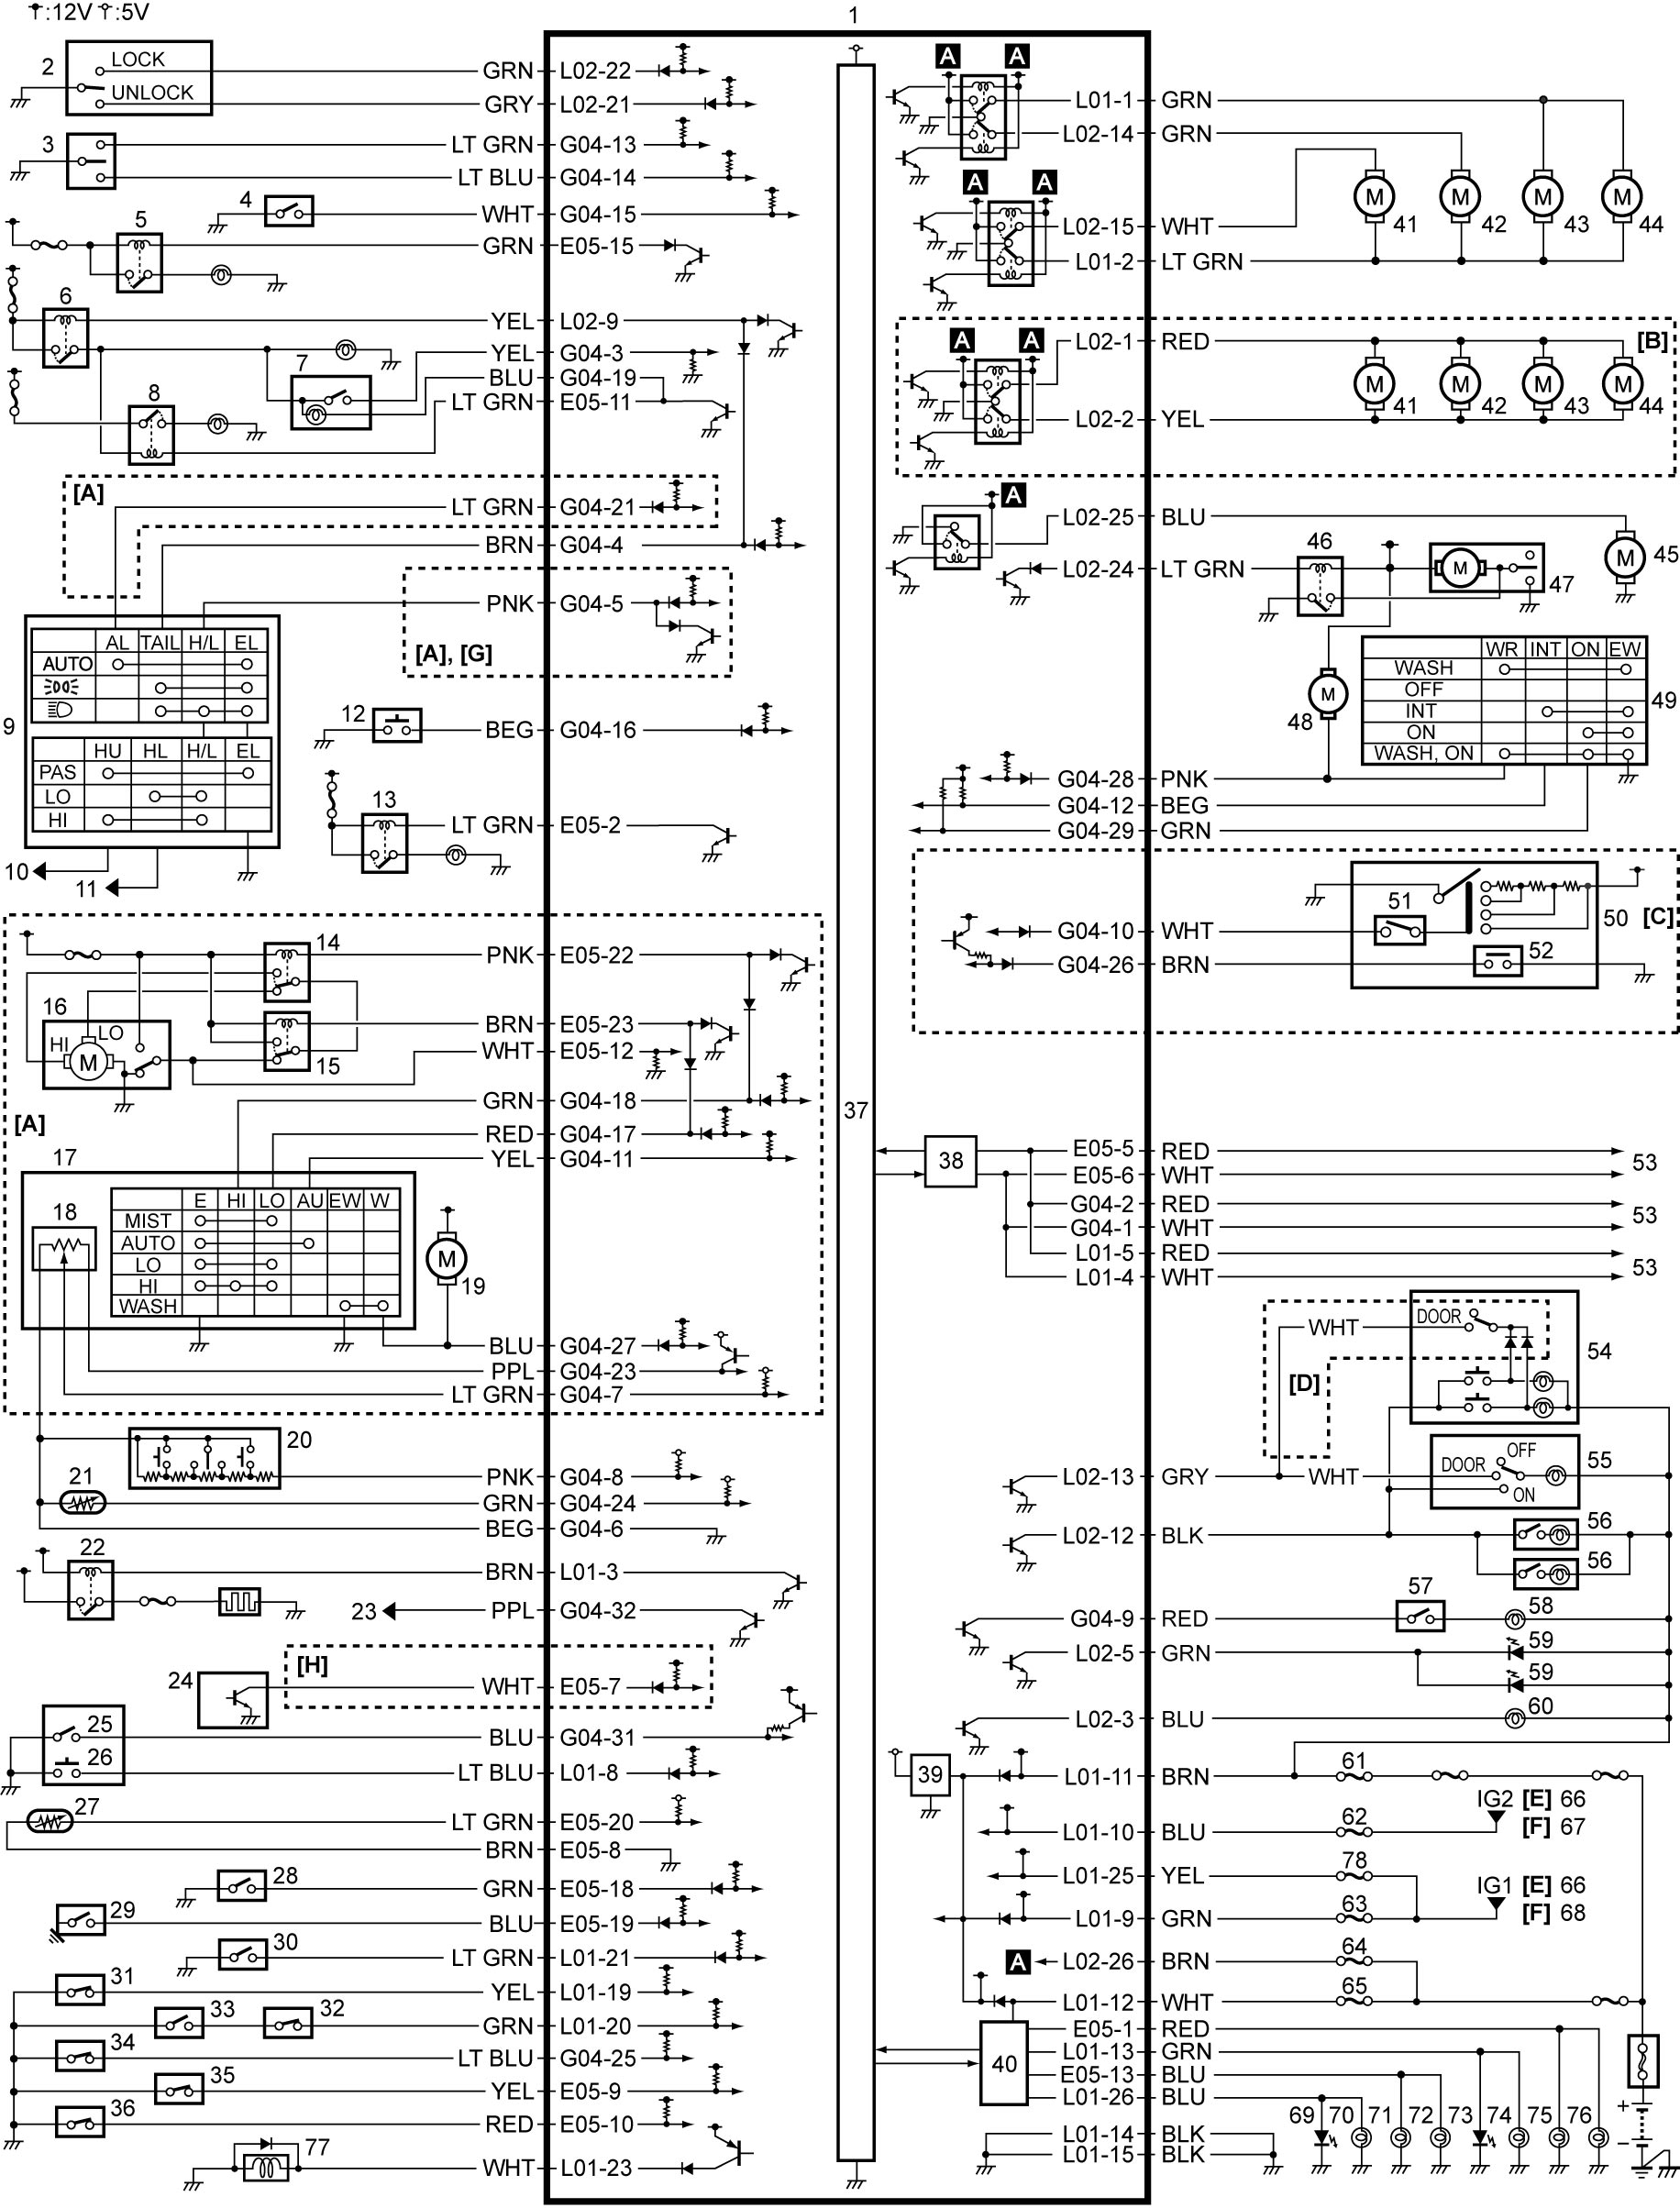 :12V :5V
1
2
LOCK
UNLOCK
GRN L02-22
GRY L02-21
3
LT GRN G04-13
LT BLU G04-14
4
WHT G04-15
5
GRN E05-15
6
YEL L02-9
7
YEL G04-3
BLU G04-19
8
LT GRN E05-11
[A]
LT GRN G04-21
BRN G04-4
PNK G04-5
[A], [G]
9
AL TAIL H/L EL
AUTO
HU HL H/L EL
PAS
LO
HI
10
11
12
BEG G04-16
13
LT GRN E05-2
14
PNK E05-22
16
HI
LO
M
15
BRN E05-23
WHT E05-12
GRN G04-18
[A]
RED G04-17
YEL G04-11
17
18
E HI LO AU EW W
MIST
AUTO
LO
HI
WASH
M
19
BLU G04-27
PPL G04-23
LT GRN G04-7
20
21
PNK G04-8
GRN G04-24
BEG G04-6
22
BRN L01-3
23
PPL G04-32
[H]
24
WHT E05-7
25
BLU G04-31
26
LT BLU L01-8
27
LT GRN E05-20
BRN E05-8
28
GRN E05-18
29
BLU E05-19
30
LT GRN L01-21
31
YEL L01-19
33
32
GRN L01-20
34
LT BLU G04-25
35
YEL E05-9
36
RED E05-10
77
WHT L01-23
37
A A
L01-1 GRN
L02-14 GRN
A A
L02-15 WHT
L01-2 LT GRN
M 41
M 42
M 43
M 44
[B]
A A
L02-1 RED
L02-2 YEL
M 41
M 42
M 43
M 44
A
L02-25 BLU
L02-24 LT GRN
46
M
47
M 45
M
48
WR INT ON EW
WASH
OFF
INT
ON
WASH, ON
49
G04-28 PNK
G04-12 BEG
G04-29 GRN
[C]
50
51
G04-10 WHT
52
G04-26 BRN
38
E05-5 RED
E05-6 WHT
53
G04-2 RED
G04-1 WHT
53
L01-5 RED
L01-4 WHT
53
WHT
DOOR
54
[D]
L02-13 GRY
WHT
DOOR
OFF
ON
55
L02-12 BLK
56
56
57
G04-9 RED
58
L02-5 GRN
59
59
L02-3 BLU
60
39
L01-11 BRN
61
IG2 [E] 66
[F] 67
L01-10 BLU
62
L01-25 YEL
78
IG1 [E] 66
[F] 68
L01-9 GRN
63
A
L02-26 BRN
64
L01-12 WHT
65
40
E05-1 RED
L01-13 GRN
E05-13 BLU
L01-26 BLU
69 70 71 72 73 74 75 76
+
−
L01-14 BLK
L01-15 BLK